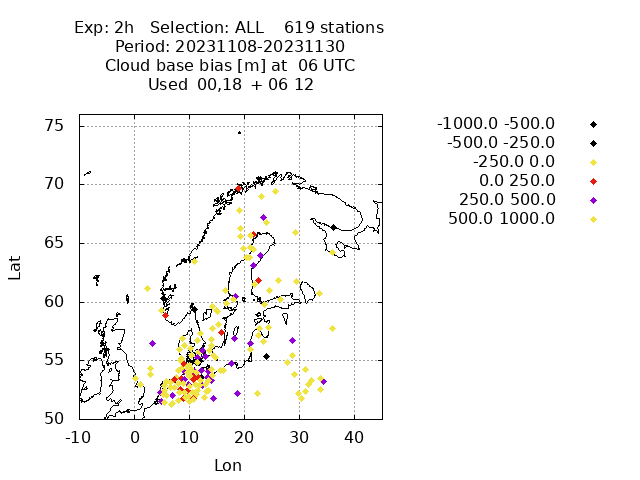 Exp: 2h Selection: ALL 619 stations
Period: 20231108-20231130
Cloud base bias [m] at 06 UTC
Used 00,18 + 06 12
-1000.0 -500.0
-500.0 -250.0
-250.0 0.0
0.0 250.0
250.0 500.0
500.0 1000.0
75
70
65
60
55
50
Lat
-10 0 10 20 30 40
Lon